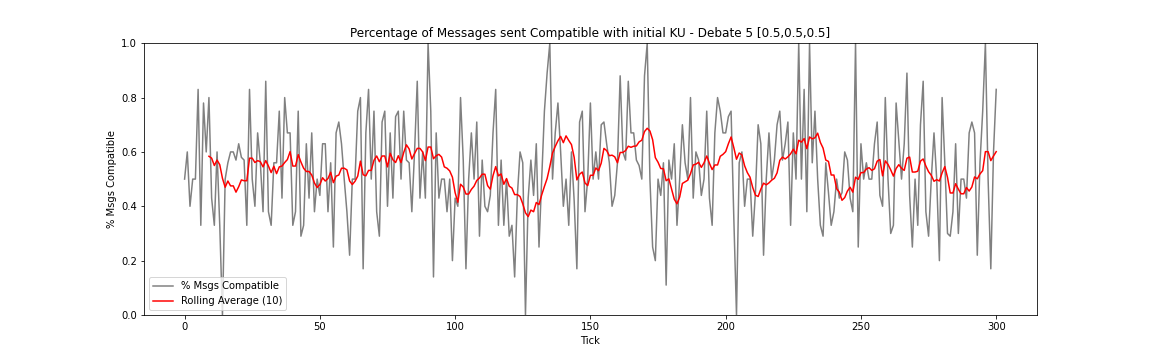 Percentage of Messages sent Compatible with initial KU - Debate 5 [0.5,0.5,0.5]
1.0
0.8
0.6
0.4
0.2
0.0
% Msgs Compatible
% Msgs Compatible
Rolling Average (10)
0
50
100
150
200
250
300
Tick